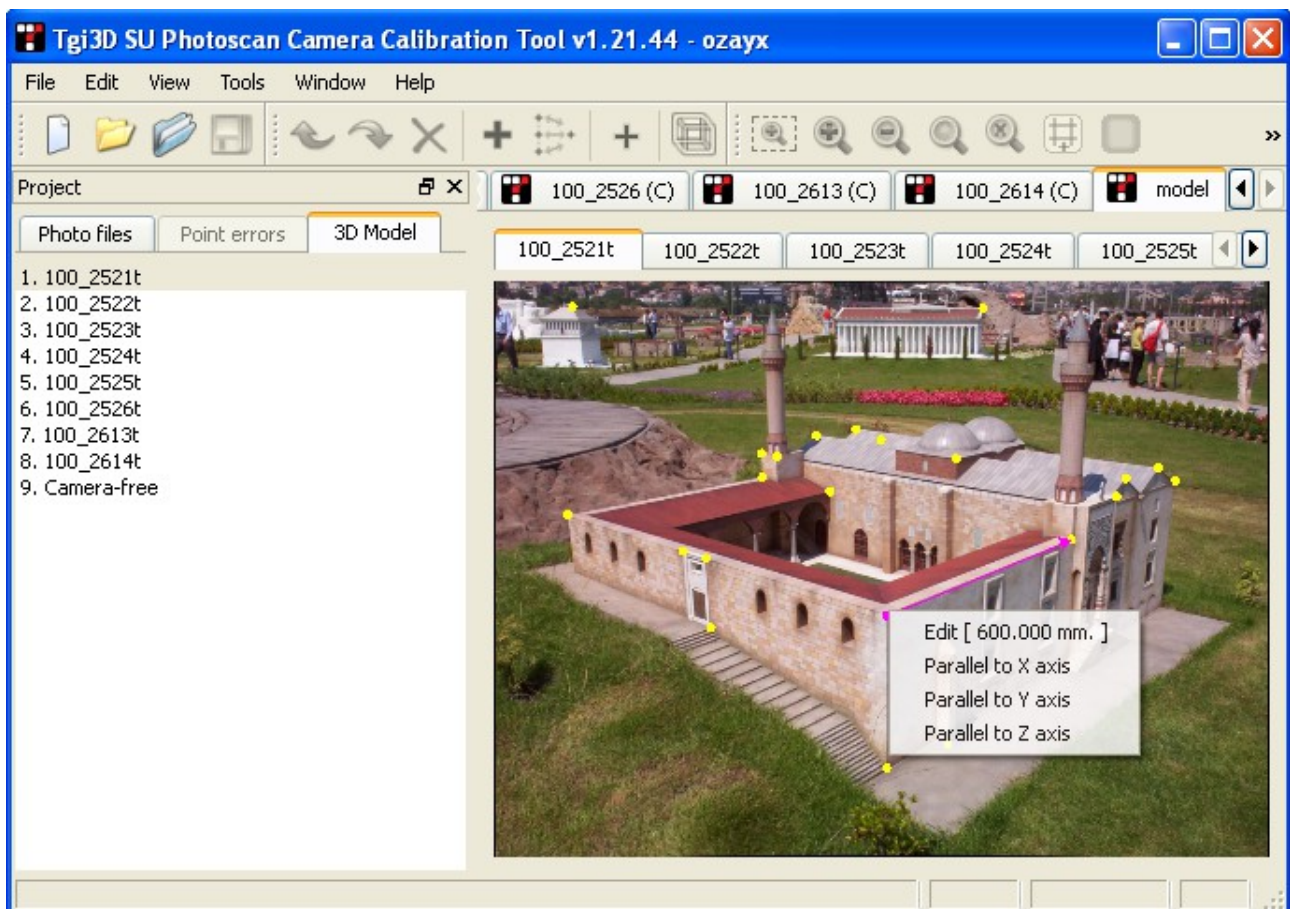 Tgi3D SU Photoscan Camera Calibration Tool v1.21.44 - ozayx
File Edit View Tools Window Help
»
Project
100_2526 (C) 100_2613 (C) 100_2614 (C) model
Photo files Point errors 3D Model
100_2521t 100_2522t 100_2523t 100_2524t 100_2525t
1. 100_2521t
2. 100_2522t
3. 100_2523t
4. 100_2524t
5. 100_2525t
6. 100_2526t
7. 100_2613t
8. 100_2614t
9. Camera-free
Edit [ 600.000 mm. ]
Parallel to X axis
Parallel to Y axis
Parallel to Z axis